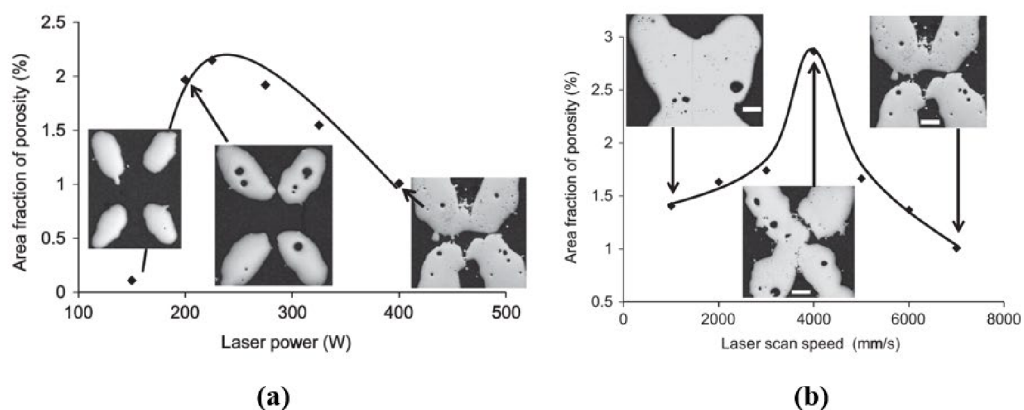 (a)
2.5
2
1.5
1
0.5
0
Area fraction of porosity (%)
100
200
300
400
500
Laser power (W)
(b)
3
2.5
2
1.5
1
0.5
Area fraction of porosity (%)
0
2000
4000
6000
8000
Laser scan speed (mm/s)
(a)
(b)